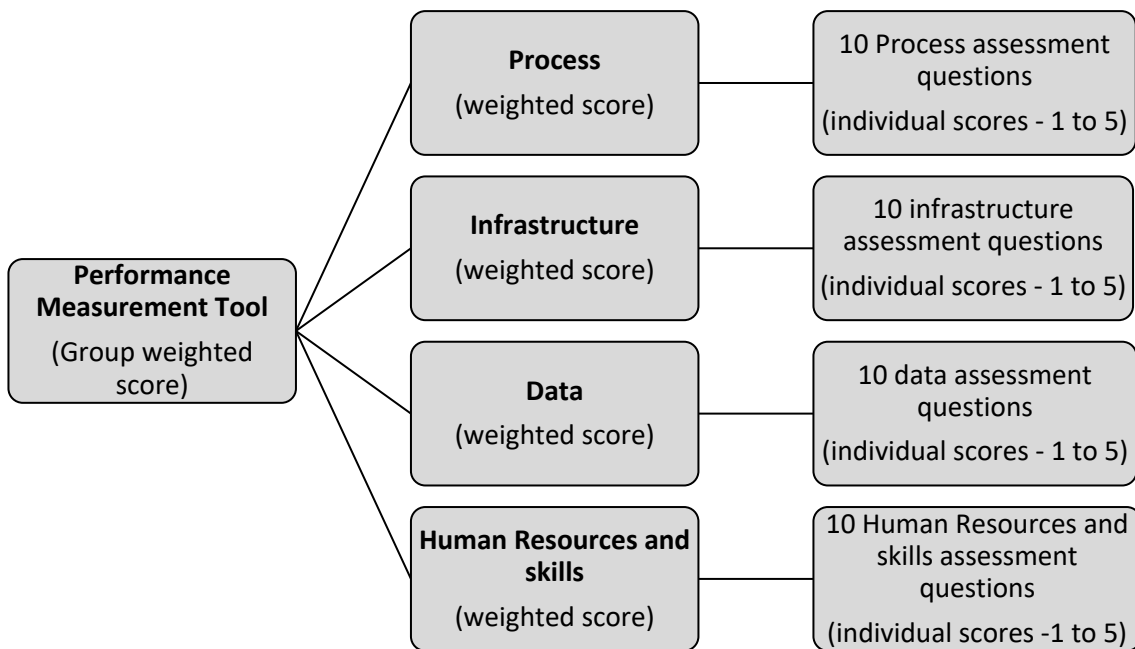 Performance
Measurement Tool
(Group weighted
score)
Process
(weighted score)
10 Process assessment
questions
(individual scores - 1 to 5)
Infrastructure
(weighted score)
10 infrastructure
assessment questions
(individual scores - 1 to 5)
Data
(weighted score)
10 data assessment
questions
(individual scores - 1 to 5)
Human Resources and
skills
(weighted score)
10 Human Resources and
skills assessment
questions
(individual scores -1 to 5)